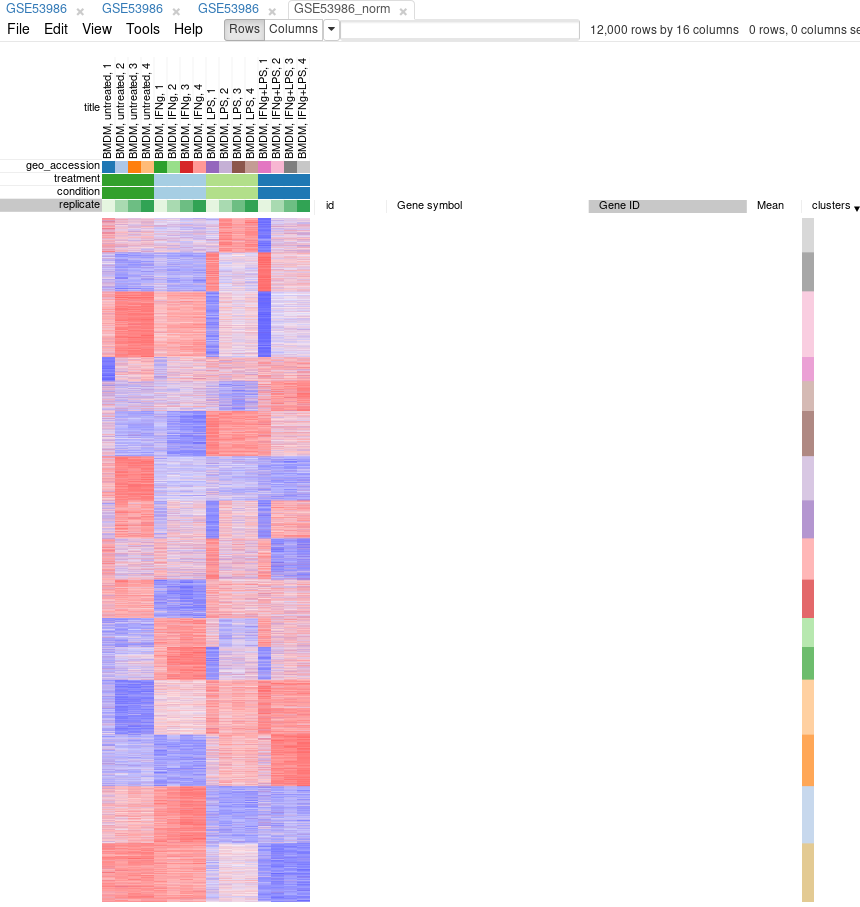 GSE53986 GSE53986 GSE53986 GSE53986_norm
File Edit View Tools Help Rows Columns 12,000 rows by 16 columns 0 rows, 0 columns se
title
BMDM, untreated, 1
BMDM, untreated, 2
BMDM, untreated, 3
BMDM, untreated, 4
BMDM, IFNg, 1
BMDM, IFNg, 2
BMDM, IFNg, 3
BMDM, IFNg, 4
BMDM, LPS, 1
BMDM, LPS, 2
BMDM, LPS, 3
BMDM, LPS, 4
BMDM, IFNg+LPS, 1
BMDM, IFNg+LPS, 2
BMDM, IFNg+LPS, 3
BMDM, IFNg+LPS, 4
geo_accession
treatment
condition
replicate id Gene symbol Gene ID Mean clusters